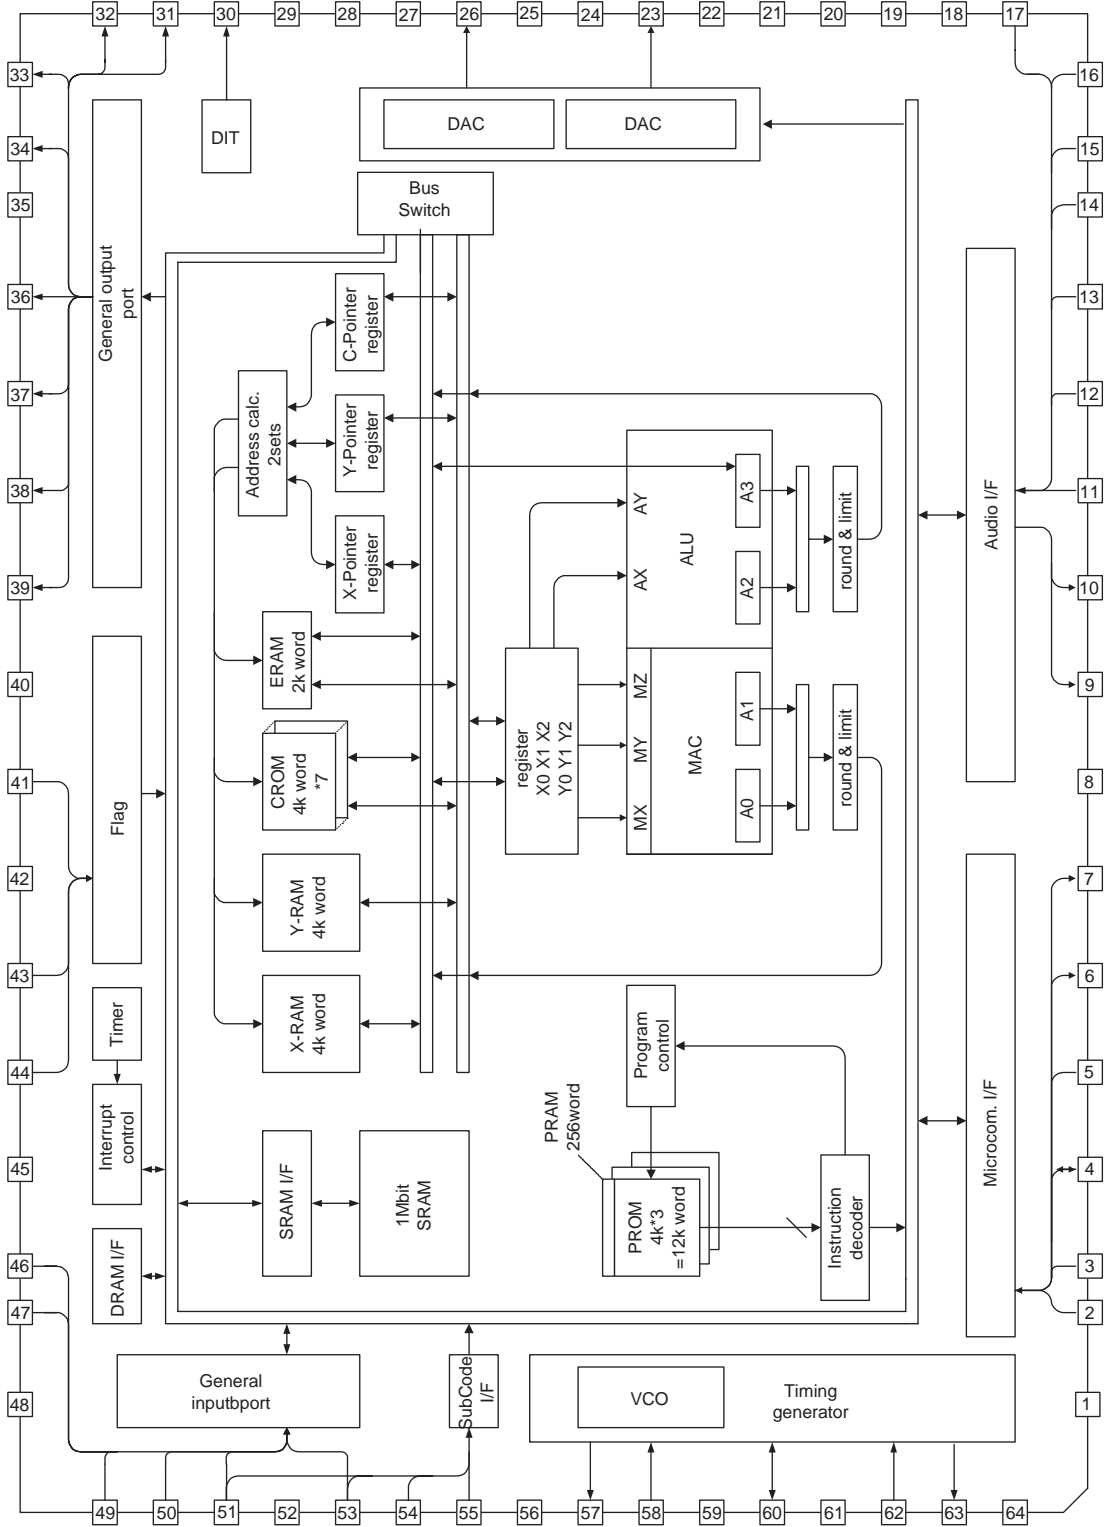 32
31
30
29
28
27
26
25
24
23
22
21
20
19
18
17
33
34
35
36
37
38
39
40
41
42
43
44
45
46
47
48
16
15
14
13
12
11
10
9
8
7
6
5
4
3
2
1
DIT
DAC
DAC
Bus
Switch
General output
port
C-Pointer
register
Address calc.
2sets
Y-Pointer
register
X-Pointer
register
ERAM
2k word
CROM
4k word
*7
Y-RAM
4k word
X-RAM
4k word
register
X0 X1 X2
Y0 Y1 Y2
AY
AX
ALU
A3
A2
MZ
MY
MX
MAC
A1
A0
round & limit
round & limit
Audio I/F
Flag
Timer
Interrupt
control
DRAM I/F
SRAM I/F
1Mbit
SRAM
Program
control
PRAM
256word
PROM
4k*3
=12k word
Instruction
decoder
Microcom. I/F
General
inputbport
SubCode
I/F
VCO
Timing
generator
49
50
51
52
53
54
55
56
57
58
59
60
61
62
63
64